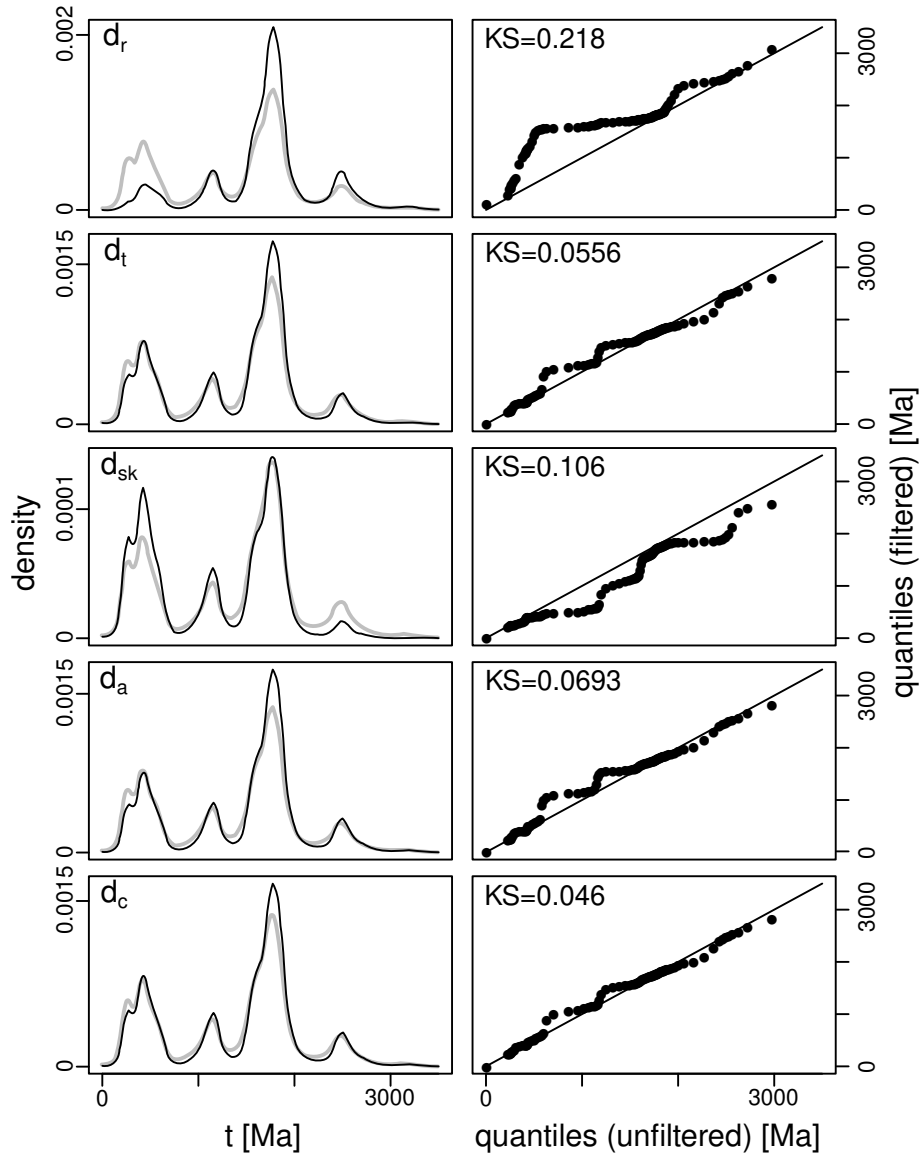 0.002
d_r
0
KS=0.218
3000
0
0.0015
d_t
0
KS=0.0556
3000
0
0.0001
d_sk
0
KS=0.106
3000
0
0.0015
d_a
0
KS=0.0693
3000
0
0.0015
d_c
0
KS=0.046
3000
0
0 3000
0 3000
density
quantiles (filtered) [Ma]
t [Ma]
quantiles (unfiltered) [Ma]